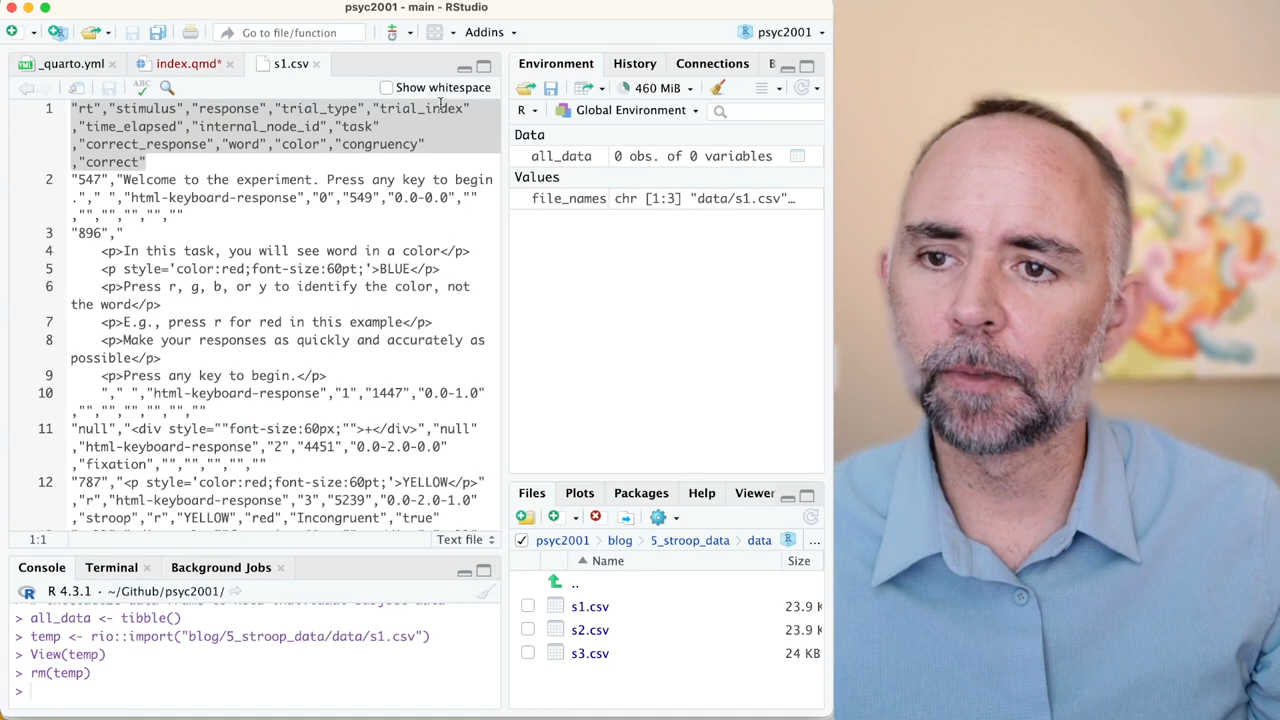 psyc2001 - main - RStudio
Go to file/function
Addins
psyc2001
_quarto.yml
index.qmd*
s1.csv
Show whitespace
1 "rt","stimulus","response","trial_type","trial_index"
,"time_elapsed","internal_node_id","task"
,"correct_response","word","color","congruency"
,"correct"
2 "547","Welcome to the experiment. Press any key to begin
."," ","html-keyboard-response","0","549","0.0-0.0",""
,"","","","","",""
3 "896","
4 <p>In this task, you will see word in a color</p>
5 <p style='color:red;font-size:60pt;'>BLUE</p>
6 <p>Press r, g, b, or y to identify the color, not
the word</p>
7 <p>E.g., press r for red in this example</p>
8 <p>Make your responses as quickly and accurately as
possible</p>
9 <p>Press any key to begin.</p>
10 "," ","html-keyboard-response","1","1447","0.0-1.0"
,"","","","","","",""
11 "null","<div style=""font-size:60px;"">+</div>","null"
,"html-keyboard-response","2","4451","0.0-2.0-0.0"
,"fixation","","","","",""
12 "787","<p style='color:red;font-size:60pt;'>YELLOW</p>"
,"r","html-keyboard-response","3","5239","0.0-2.0-1.0"
,"stroop","r","YELLOW","red","Incongruent","true"
1:1
Text file
Console
Terminal
Background Jobs
R 4.3.1 · ~/Github/psyc2001/
> all_data <- tibble()
> temp <- rio::import("blog/5_stroop_data/data/s1.csv")
> View(temp)
> rm(temp)
>
Environment
History
Connections
460 MiB
R
Global Environment
Data
all_data 0 obs. of 0 variables
Values
file_names chr [1:3] "data/s1.csv"…
Files
Plots
Packages
Help
Viewer
psyc2001
blog
5_stroop_data
data
...
Name
Size
..
s1.csv 23.9 K
s2.csv 23.9 K
s3.csv 24 KB